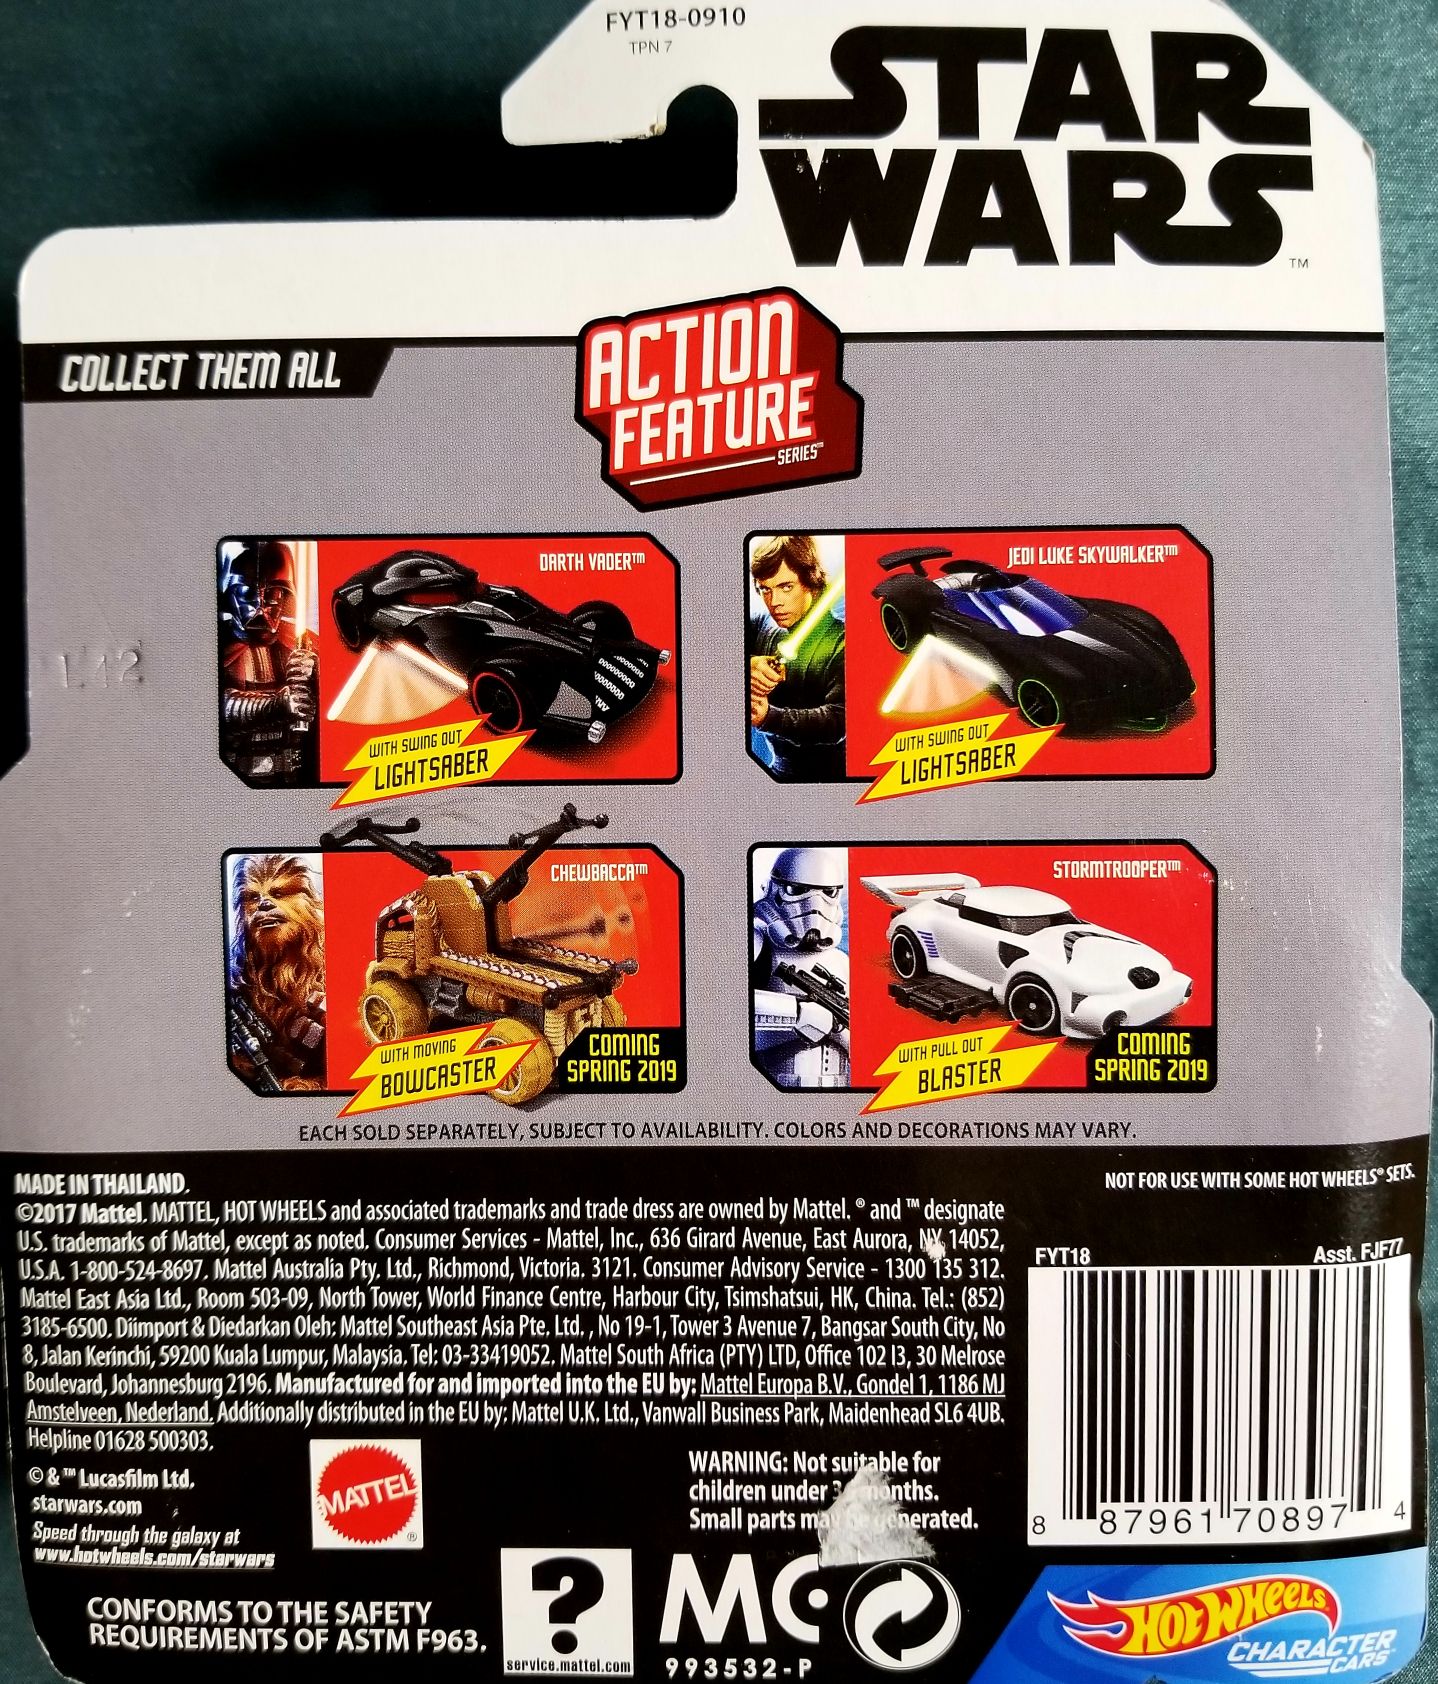 FYT18-0910
TPN 7
STAR
WARS
™
COLLECT THEM ALL
ACTION
FEATURE
SERIES™
DARTH VADER™
WITH SWING OUT
LIGHTSABER
JEDI LUKE SKYWALKER™
WITH SWING OUT
LIGHTSABER
L12
CHEWBACCA™
WITH MOVING
BOWCASTER
COMING
SPRING 2019
STORMTROOPER™
WITH PULL OUT
BLASTER
COMING
SPRING 2019
EACH SOLD SEPARATELY, SUBJECT TO AVAILABILITY. COLORS AND DECORATIONS MAY VARY.
MADE IN THAILAND.
NOT FOR USE WITH SOME HOT WHEELS® SETS.
©2017 Mattel. MATTEL, HOT WHEELS and associated trademarks and trade dress are owned by Mattel. ® and ™ designate
U.S. trademarks of Mattel, except as noted. Consumer Services - Mattel, Inc., 636 Girard Avenue, East Aurora, NY 14052,
U.S.A. 1-800-524-8697. Mattel Australia Pty. Ltd., Richmond, Victoria. 3121. Consumer Advisory Service - 1300 135 312.
Mattel East Asia Ltd., Room 503-09, North Tower, World Finance Centre, Harbour City, Tsimshatsui, HK, China. Tel.: (852)
3185-6500. Diimport & Diedarkan Oleh: Mattel Southeast Asia Pte. Ltd. , No 19-1, Tower 3 Avenue 7, Bangsar South City, No
8, Jalan Kerinchi, 59200 Kuala Lumpur, Malaysia. Tel: 03-33419052. Mattel South Africa (PTY) LTD, Office 102 I3, 30 Melrose
Boulevard, Johannesburg 2196. Manufactured for and imported into the EU by: Mattel Europa B.V., Gondel 1, 1186 MJ
Amstelveen, Nederland. Additionally distributed in the EU by: Mattel U.K. Ltd., Vanwall Business Park, Maidenhead SL6 4UB.
Helpline 01628 500303.
© & ™ Lucasfilm Ltd.
starwars.com
Speed through the galaxy at
www.hotwheels.com/starwars
MATTEL
®
WARNING: Not suitable for
children under months.
Small parts may generated.
FYT18 Asst. FJF77
8 87961 70897 4
CONFORMS TO THE SAFETY
REQUIREMENTS OF ASTM F963.
?
service.mattel.com
MC
993532-P
HOT WHEELS
CHARACTER
CARS™